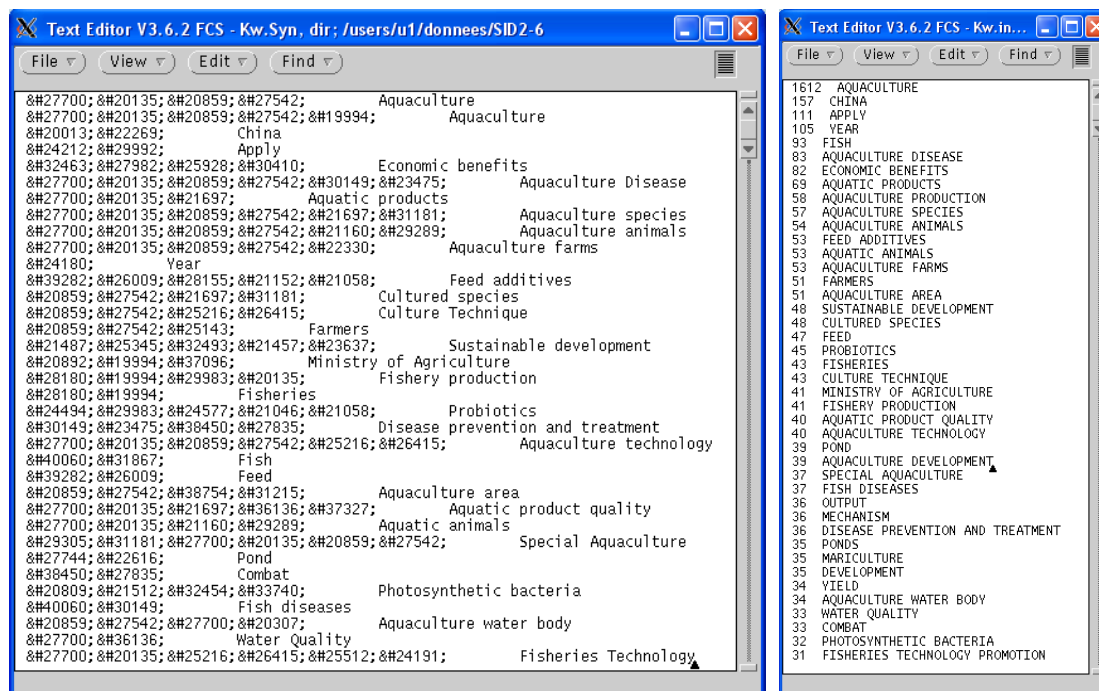 Text Editor V3.6.2 FCS - Kw.Syn, dir; /users/u1/donnees/SID2-6
File View Edit Find
&#27700;&#20135;&#20859;&#27542; Aquaculture
&#27700;&#20135;&#20859;&#27542;&#19994; Aquaculture
&#20013;&#22269; China
&#24212;&#29992; Apply
&#32463;&#27982;&#25928;&#30410; Economic benefits
&#27700;&#20135;&#20859;&#27542;&#30149;&#23475; Aquaculture Disease
&#27700;&#20135;&#21697; Aquatic products
&#27700;&#20135;&#20859;&#27542;&#21697;&#31181; Aquaculture species
&#27700;&#20135;&#20859;&#27542;&#21160;&#29289; Aquaculture animals
&#27700;&#20135;&#20859;&#27542;&#22330; Aquaculture farms
&#24180; Year
&#39282;&#26009;&#28155;&#21152;&#21058; Feed additives
&#20859;&#27542;&#21697;&#31181; Cultured species
&#20859;&#27542;&#25216;&#26415; Culture Technique
&#20859;&#27542;&#25143; Farmers
&#21487;&#25345;&#32493;&#21457;&#23637; Sustainable development
&#20892;&#19994;&#37096; Ministry of Agriculture
&#28180;&#19994;&#29983;&#20135; Fishery production
&#28180;&#19994; Fisheries
&#24494;&#29983;&#24577;&#21046;&#21058; Probiotics
&#30149;&#23475;&#38450;&#27835; Disease prevention and treatment
&#27700;&#20135;&#20859;&#27542;&#25216;&#26415; Aquaculture technology
&#40060;&#31867; Fish
&#39282;&#26009; Feed
&#20859;&#27542;&#38754;&#31215; Aquaculture area
&#27700;&#20135;&#21697;&#36136;&#37327; Aquatic product quality
&#27700;&#20135;&#21160;&#29289; Aquatic animals
&#29305;&#31181;&#27700;&#20135;&#20859;&#27542; Special Aquaculture
&#27744;&#22616; Pond
&#38450;&#27835; Combat
&#20809;&#21512;&#32454;&#33740; Photosynthetic bacteria
&#40060;&#30149; Fish diseases
&#20859;&#27542;&#27700;&#20307; Aquaculture water body
&#27700;&#36136; Water Quality
&#27700;&#20135;&#25216;&#26415;&#25512;&#24191; Fisheries Technology
Text Editor V3.6.2 FCS - Kw.in...
File View Edit Find
1612 AQUACULTURE
157 CHINA
111 APPLY
105 YEAR
93 FISH
83 AQUACULTURE DISEASE
82 ECONOMIC BENEFITS
69 AQUATIC PRODUCTS
58 AQUACULTURE PRODUCTION
57 AQUACULTURE SPECIES
54 AQUACULTURE ANIMALS
53 FEED ADDITIVES
53 AQUATIC ANIMALS
53 AQUACULTURE FARMS
51 FARMERS
51 AQUACULTURE AREA
48 SUSTAINABLE DEVELOPMENT
48 CULTURED SPECIES
47 FEED
45 PROBIOTICS
43 FISHERIES
43 CULTURE TECHNIQUE
41 MINISTRY OF AGRICULTURE
41 FISHERY PRODUCTION
40 AQUATIC PRODUCT QUALITY
40 AQUACULTURE TECHNOLOGY
39 POND
39 AQUACULTURE DEVELOPMENT
37 SPECIAL AQUACULTURE
37 FISH DISEASES
36 OUTPUT
36 MECHANISM
36 DISEASE PREVENTION AND TREATMENT
35 PONDS
35 MARICULTURE
35 DEVELOPMENT
34 YIELD
34 AQUACULTURE WATER BODY
33 WATER QUALITY
33 COMBAT
32 PHOTOSYNTHETIC BACTERIA
31 FISHERIES TECHNOLOGY PROMOTION